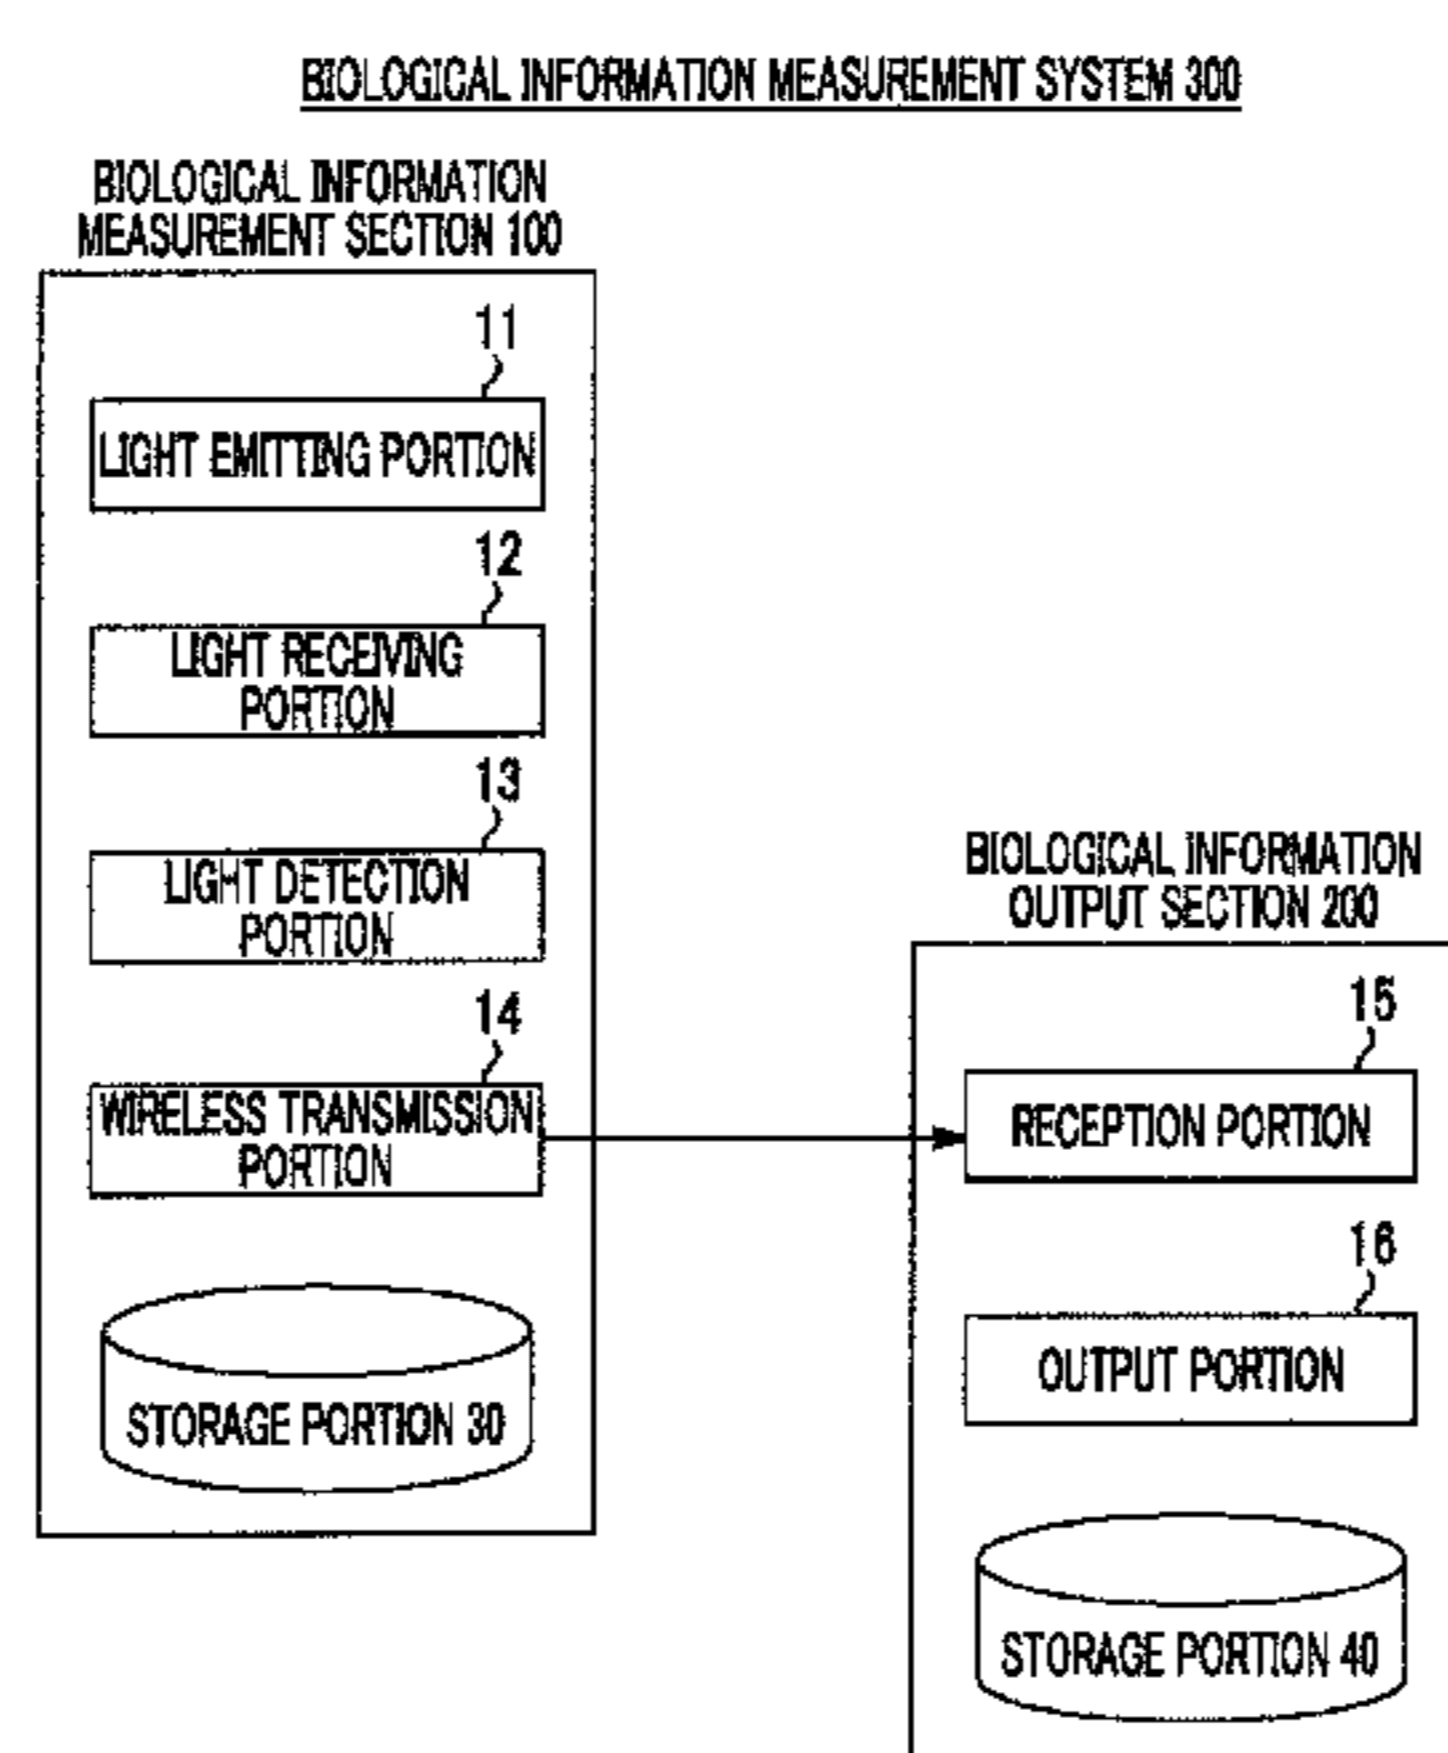 BIOLOGICAL INFORMATION MEASUREMENT SYSTEM 300
BIOLOGICAL INFORMATION
MEASUREMENT SECTION 100
11
LIGHT EMITTING PORTION
12
LIGHT RECEIVING
PORTION
13
LIGHT DETECTION
PORTION
14
WIRELESS TRANSMISSION
PORTION
STORAGE PORTION 30
BIOLOGICAL INFORMATION
OUTPUT SECTION 200
15
RECEPTION PORTION
16
OUTPUT PORTION
STORAGE PORTION 40